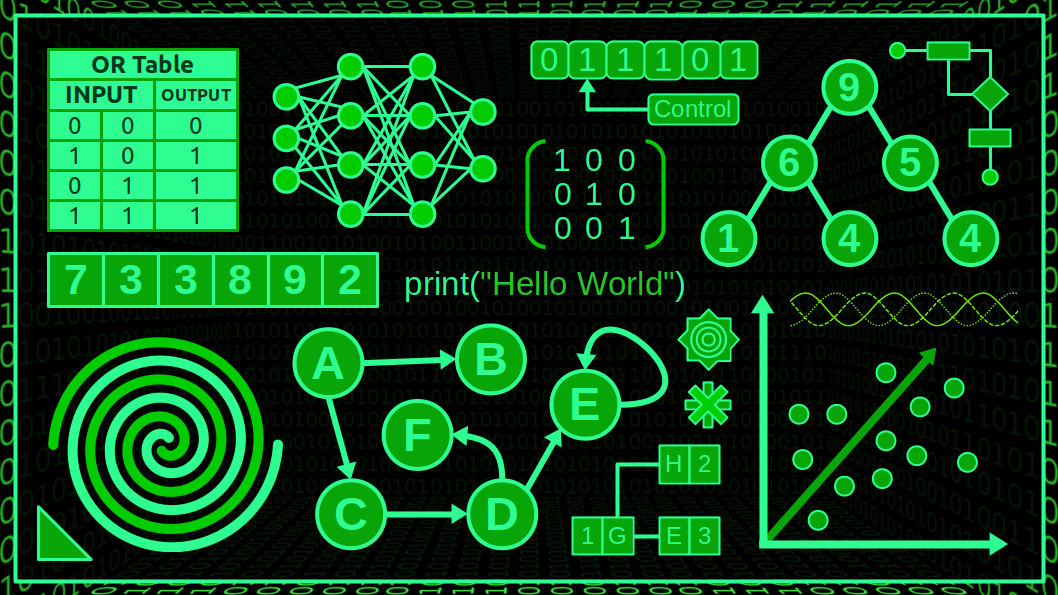 OR Table
INPUT OUTPUT
0 0 0
1 0 1
0 1 1
1 1 1
0 1 1 1 0 1
Control
1 0 0
0 1 0
0 0 1
9
6 5
1 4 4
7 3 3 8 9 2
print("Hello World")
A B
E
F
C D
H 2
1 G E 3